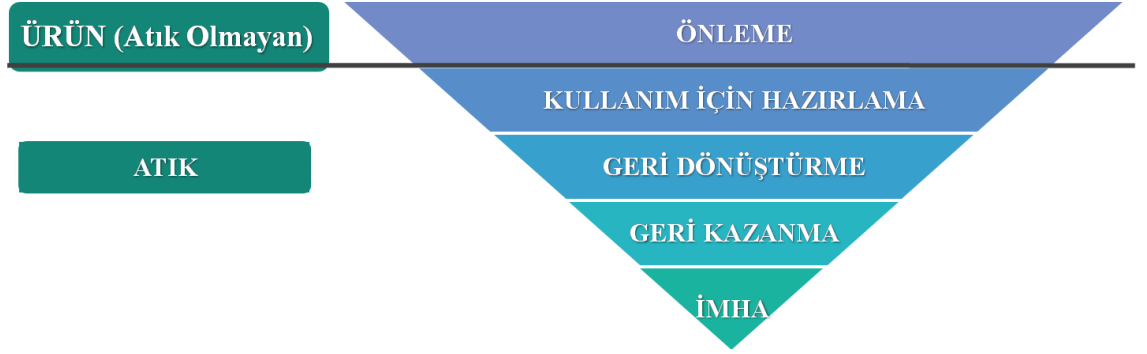 ÜRÜN (Atık Olmayan)
ÖNLEME
KULLANIM İÇİN HAZIRLAMA
ATIK
GERİ DÖNÜŞTÜRME
GERİ KAZANMA
İMHA